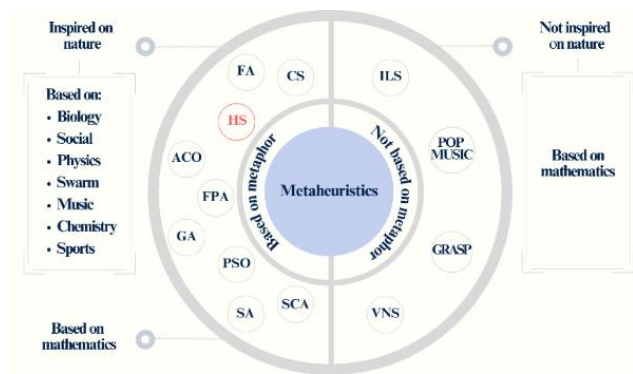 Inspired on
nature
Based on:
• Biology
• Social
• Physics
• Swarm
• Music
• Chemistry
• Sports
Based on
mathematics
FA
CS
HS
ACO
FPA
GA
PSO
SA
SCA
Based on metaphor
Metaheuristics
Not based on metaphor
ILS
POP
MUSIC
GRASP
VNS
Not inspired
on nature
Based on
mathematics